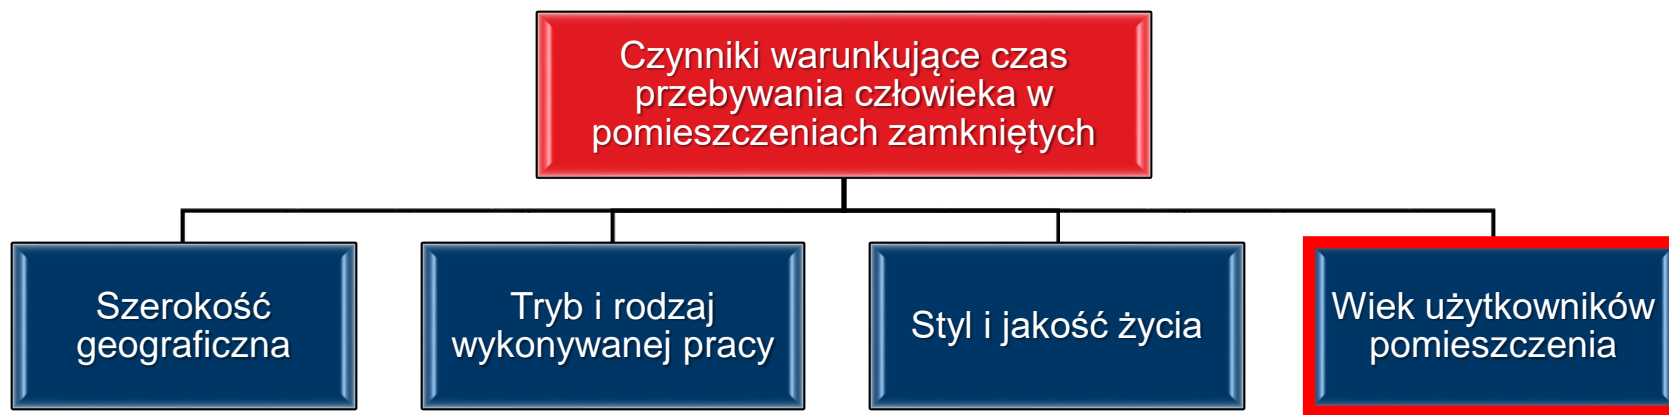 Czynniki warunkujące czas
przebywania człowieka w
pomieszczeniach zamkniętych
Szerokość
geograficzna
Tryb i rodzaj
wykonywanej pracy
Styl i jakość życia
Wiek użytkowników
pomieszczenia